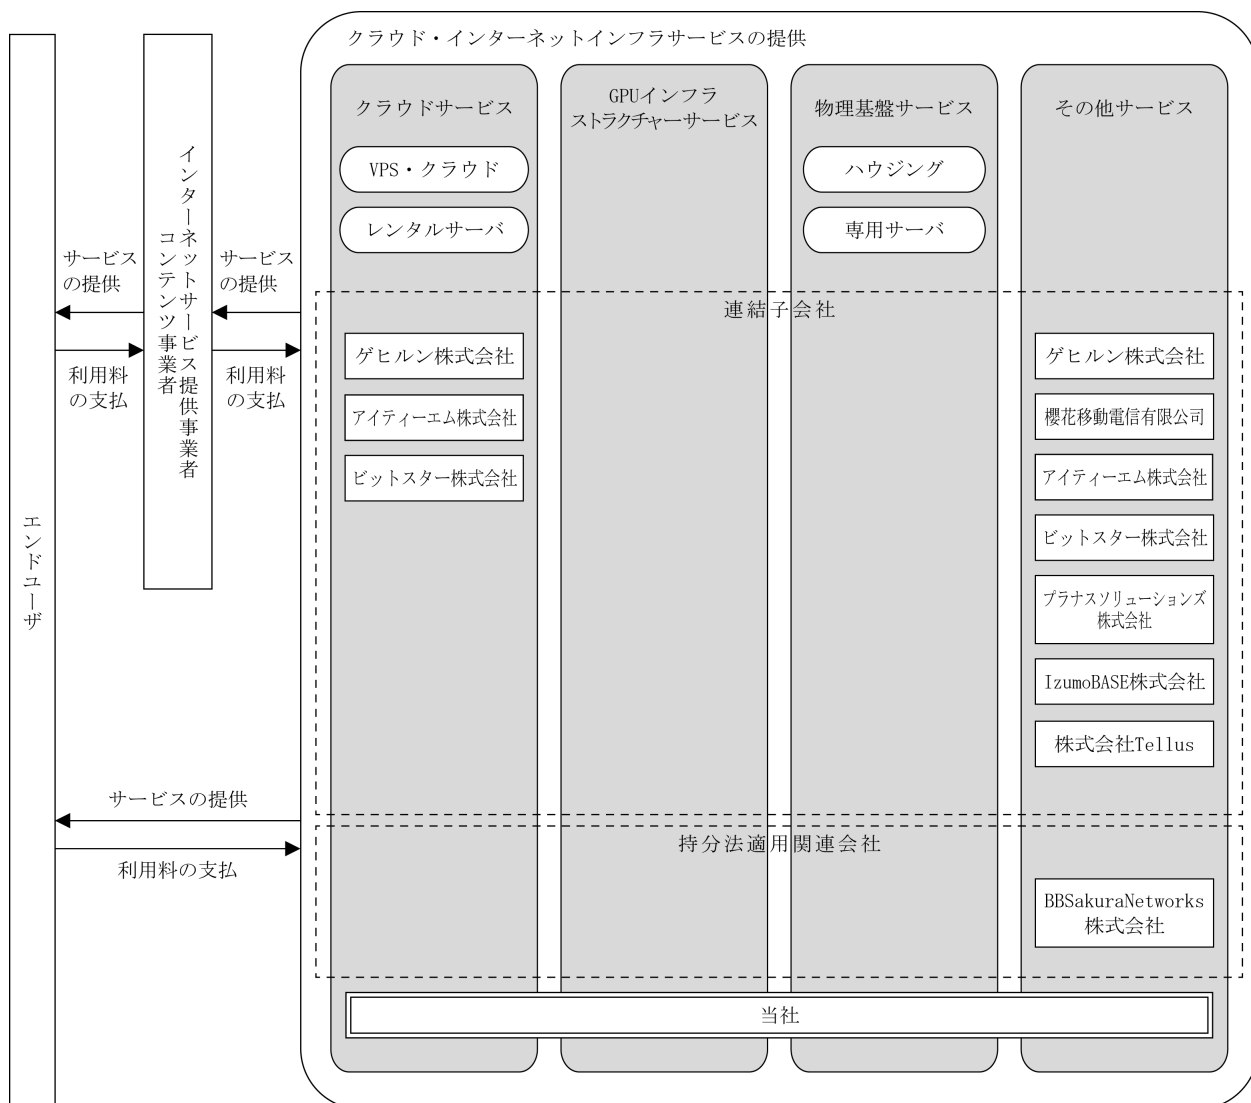 クラウド・インターネットインフラサービスの提供
クラウドサービス
VPS・クラウド
レンタルサーバ
GPUインフラ
ストラクチャーサービス
物理基盤サービス
ハウジング
専用サーバ
その他サービス
エンドユーザ
インターネットサービス提供事業者
コンテンツ事業者
サービス
の提供
利用料
の支払
サービス
の提供
利用料
の支払
連結子会社
ゲヒルン株式会社
アイティーエム株式会社
ビットスター株式会社
ゲヒルン株式会社
櫻花移動電信有限公司
アイティーエム株式会社
ビットスター株式会社
プラナスソリューションズ
株式会社
IzumoBASE株式会社
株式会社Tellus
サービスの提供
利用料の支払
持分法適用関連会社
BBSakuraNetworks
株式会社
当社